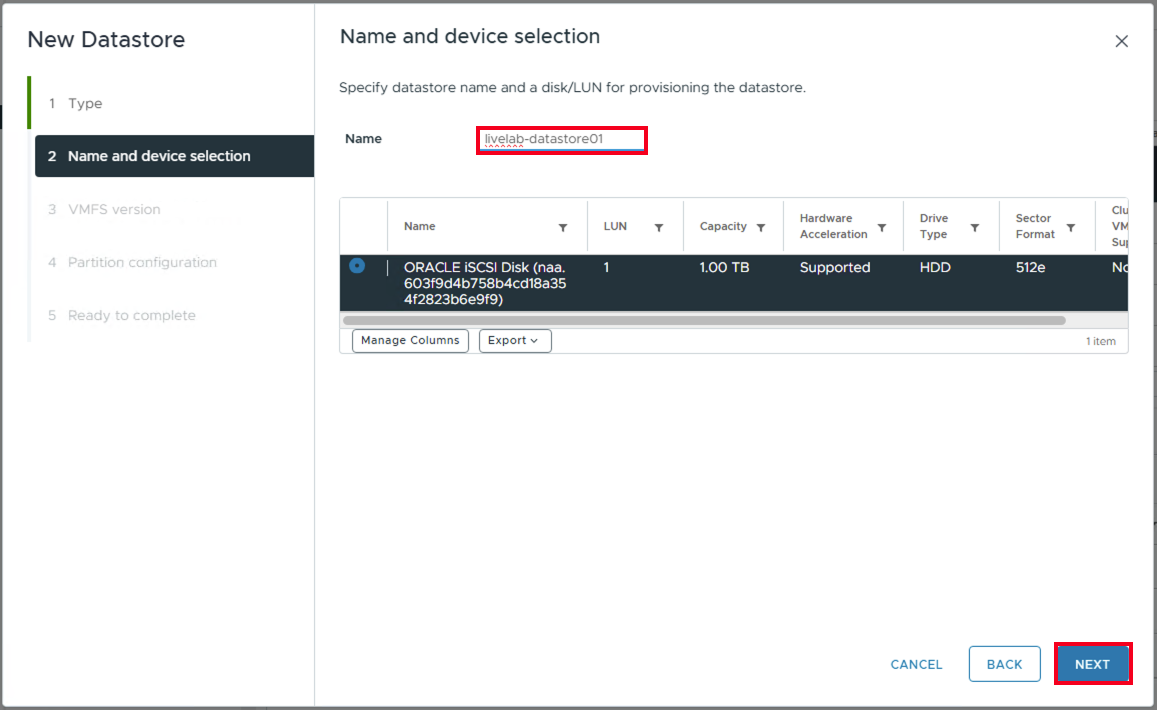 New Datastore
1 Type
2 Name and device selection
3 VMFS version
4 Partition configuration
5 Ready to complete
Name and device selection
Specify datastore name and a disk/LUN for provisioning the datastore.
Name
livelab-datastore01
Name
LUN
Capacity
Hardware
Acceleration
Drive
Type
Sector
Format
Clu
VM
Sup
ORACLE iSCSI Disk (naa.
603f9d4b758b4cd18a35
4f2823b6e9f9)
1
1.00 TB
Supported
HDD
512e
No
Manage Columns
Export
1 item
CANCEL
BACK
NEXT